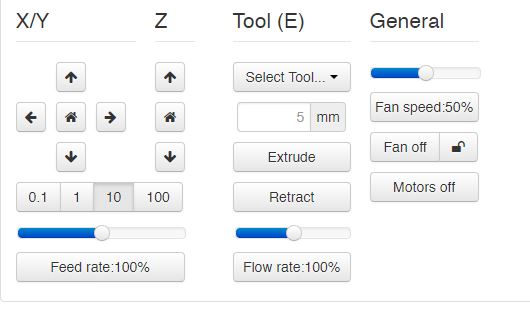 X/Y
Z
Tool (E)
General
Select Tool...
5 mm
Extrude
Retract
0.1 1 10 100
Feed rate:100%
Flow rate:100%
Fan speed:50%
Fan off
Motors off